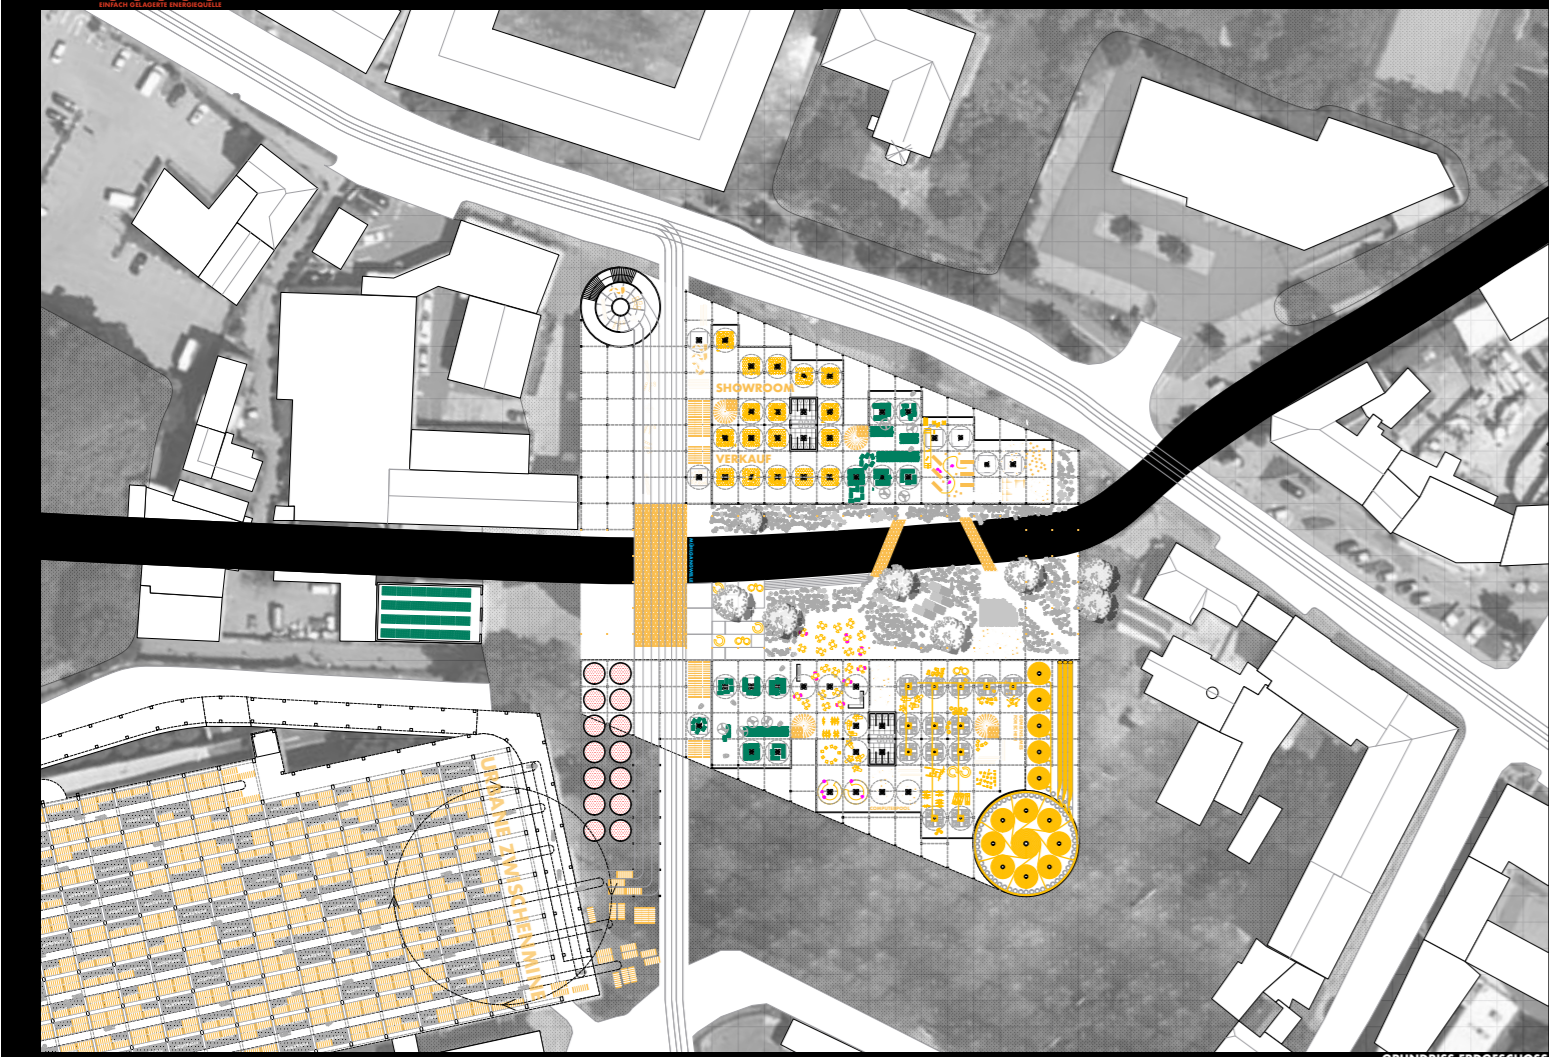 EINFACH GELAGERTE ENERGIEQUELLE
SHOWROOM
VERKAUF
URBANE ZWISCHENMINE
GRUNDRISS ERDGESCHOSS